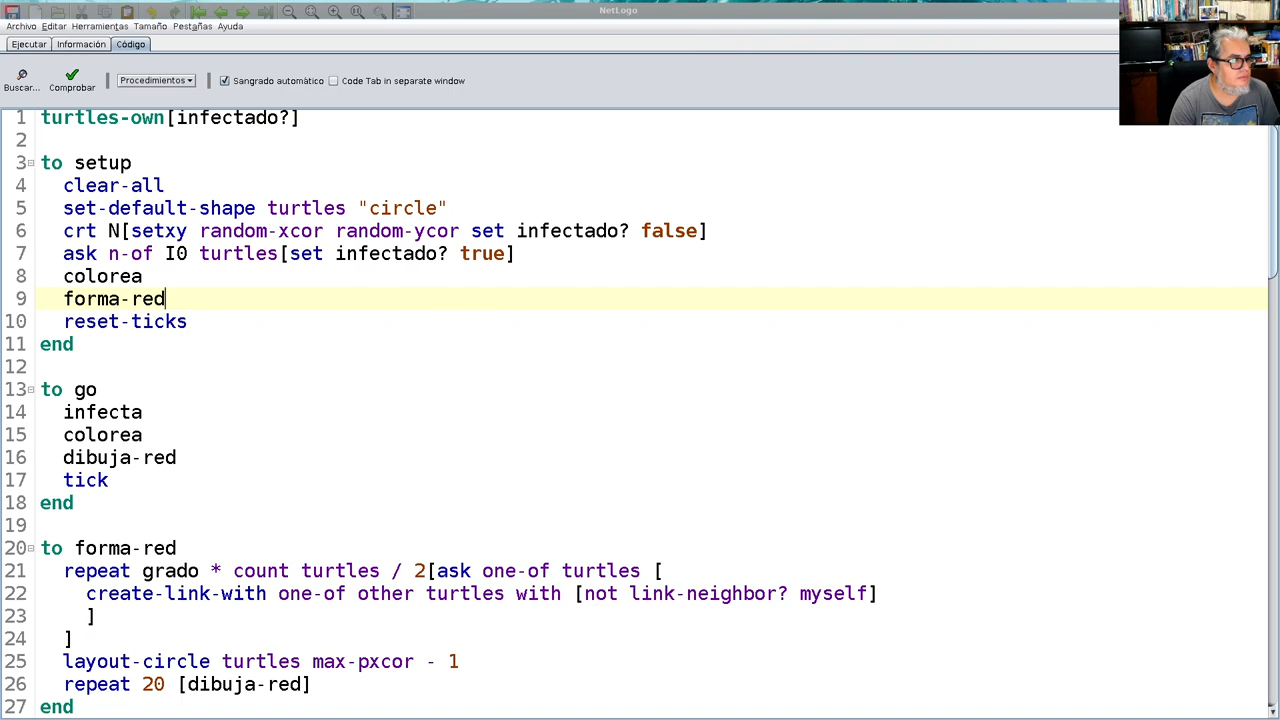 NetLogo
Archivo Editar Herramientas Tamaño Pestañas Ayuda
Ejecutar Información Código
Buscar... Comprobar Procedimientos Sangrado automático Code Tab in separate window
1 turtles-own[infectado?]
2
3 to setup
4 clear-all
5 set-default-shape turtles "circle"
6 crt N[setxy random-xcor random-ycor set infectado? false]
7 ask n-of I0 turtles[set infectado? true]
8 colorea
9 forma-red
10 reset-ticks
11 end
12
13 to go
14 infecta
15 colorea
16 dibuja-red
17 tick
18 end
19
20 to forma-red
21 repeat grado * count turtles / 2[ask one-of turtles [
22 create-link-with one-of other turtles with [not link-neighbor? myself]
23 ]
24 ]
25 layout-circle turtles max-pxcor - 1
26 repeat 20 [dibuja-red]
27 end